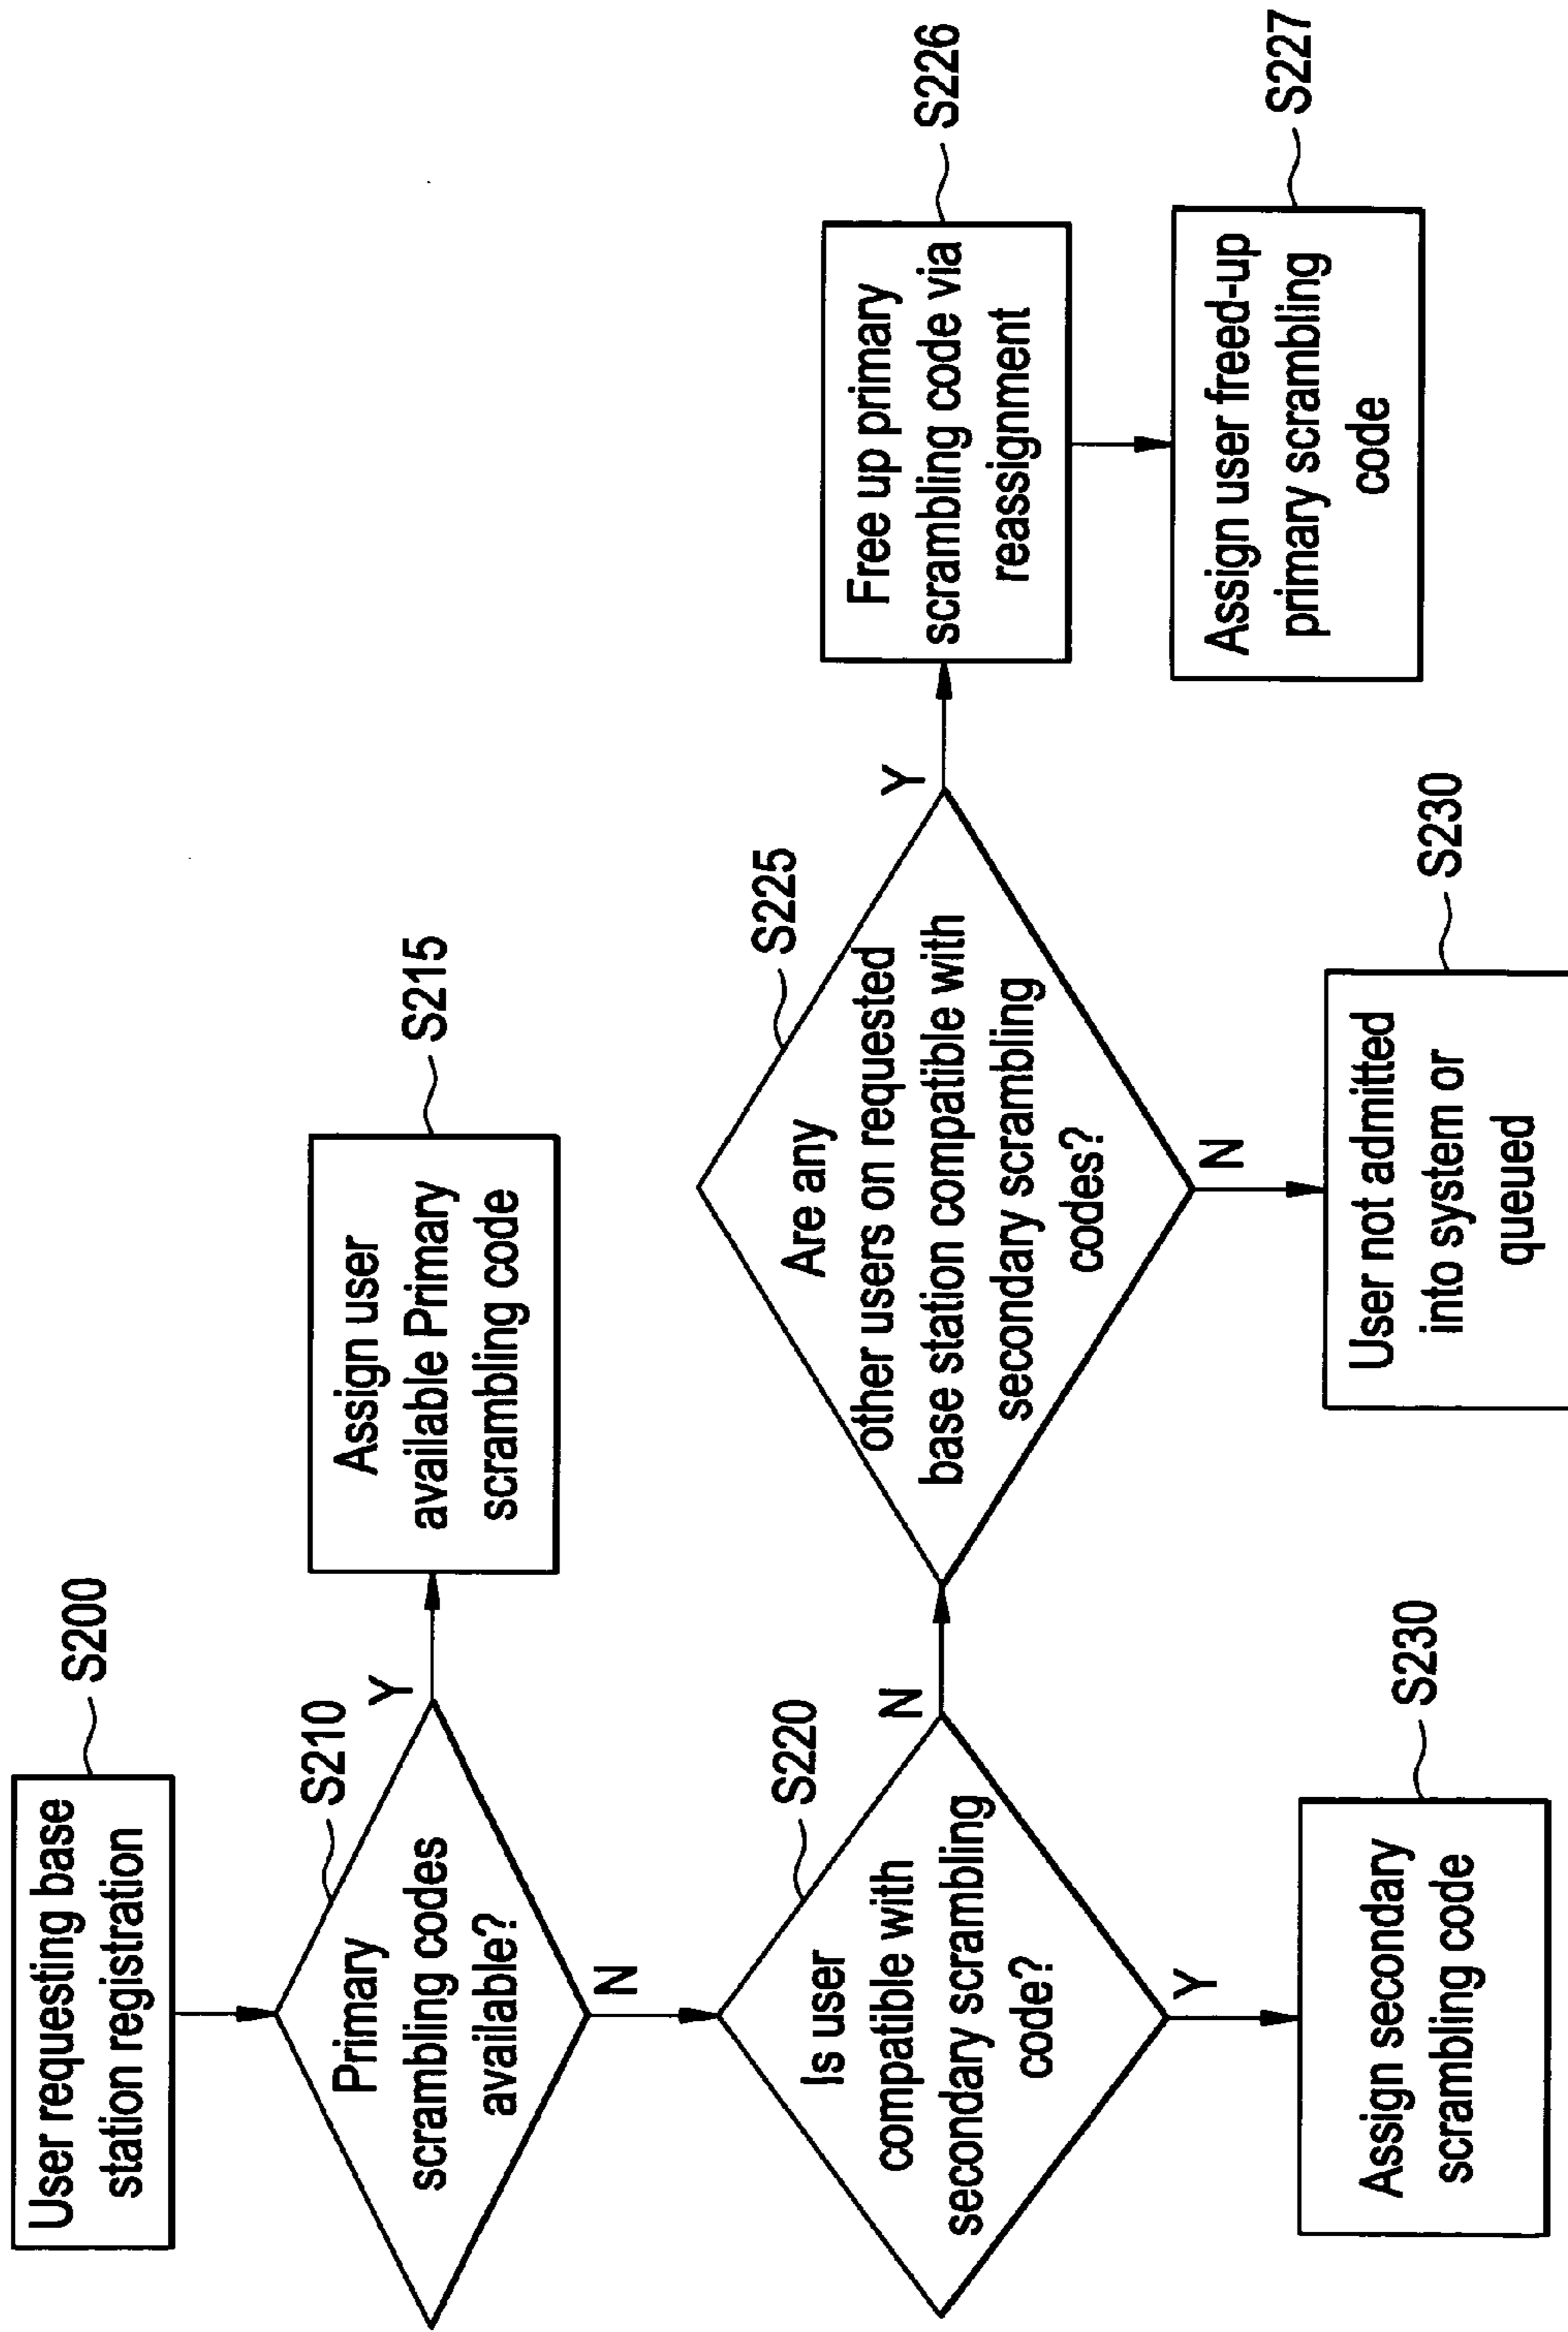 User requesting base
station registration
S200
Primary
scrambling codes
available?
S210
Y
Assign user
available Primary
scrambling code
S215
N
Is user
compatible with
secondary scrambling
code?
S220
N
Are any
other users on requested
base station compatible with
secondary scrambling
codes?
S225
Y
Free up primary
scrambling code via
reassignment
S226
Assign user freed-up
primary scrambling
code
S227
Y
Assign secondary
scrambling code
S230
N
User not admitted
into system or
queued
S230